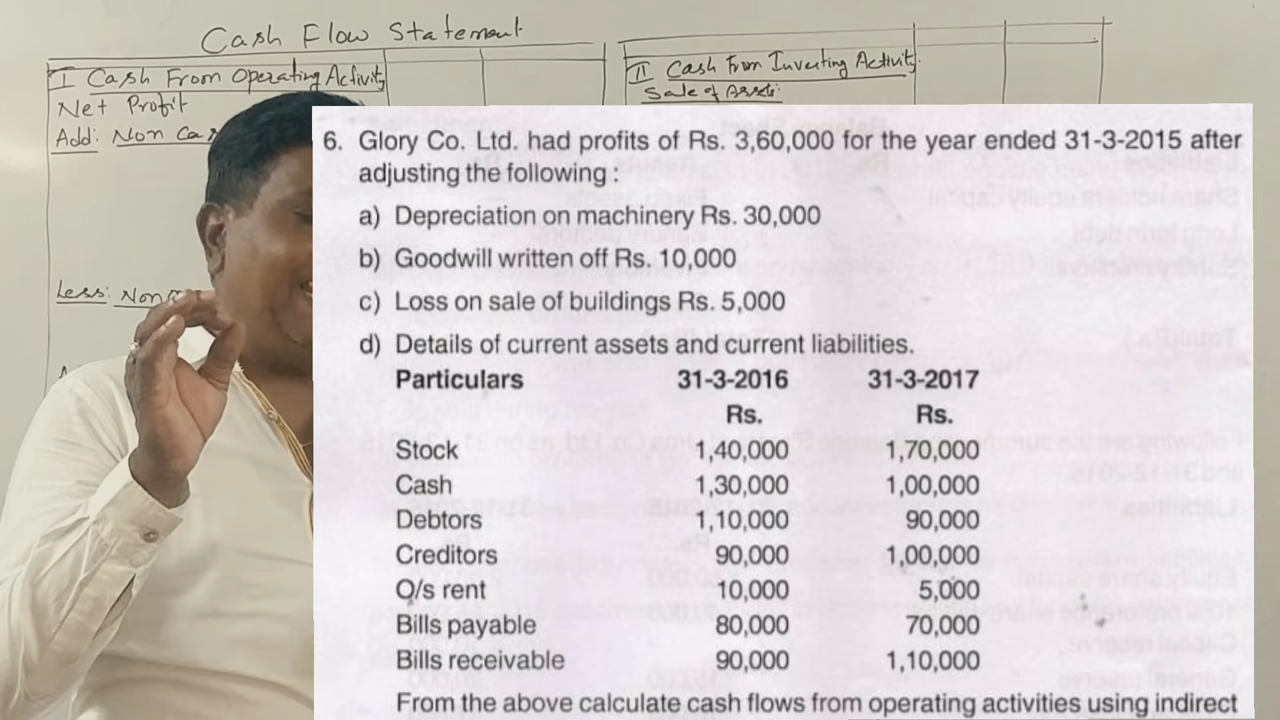 Cash Flow Statement
I Cash From Operating Activity
Net Profit
Add: Non Cas
Less: Non
II Cash From Investing Activity
Sale of Assets:
6. Glory Co. Ltd. had profits of Rs. 3,60,000 for the year ended 31-3-2015 after
adjusting the following :
a) Depreciation on machinery Rs. 30,000
b) Goodwill written off Rs. 10,000
c) Loss on sale of buildings Rs. 5,000
d) Details of current assets and current liabilities.
Particulars 31-3-2016 31-3-2017
Rs. Rs.
Stock 1,40,000 1,70,000
Cash 1,30,000 1,00,000
Debtors 1,10,000 90,000
Creditors 90,000 1,00,000
O/s rent 10,000 5,000
Bills payable 80,000 70,000
Bills receivable 90,000 1,10,000
From the above calculate cash flows from operating activities using indirect